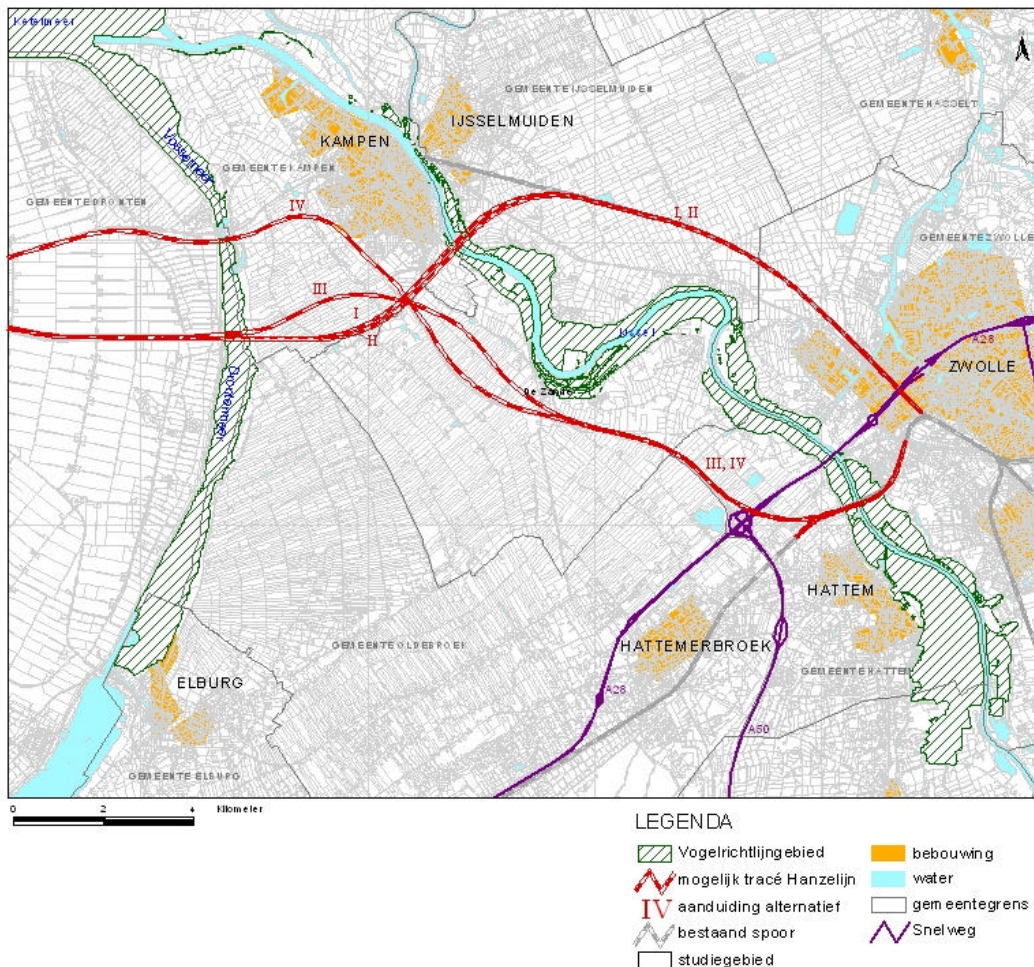 Ketelmeer
GEMEENTE IJSSELMUIDEN
GEMEENTE HASSELT
IJSSELMUIDEN
KAMPEN
Vossemeer
GEMEENTE KAMPEN
GEMEENTE DRONTEN
IV
I, II
GEMEENTE ZWOLLE
III
I
II
IJssel
A28
ZWOLLE
De Zande
Drontermeer
III, IV
HATTEM
HATTEMERBROEK
GEMEENTE OLDEBROEK
GEMEENTE HATTEM
ELBURG
A28
A50
GEMEENTE ELBURG
0 2 4 Kilometer
LEGENDA
Vogelrichtlijngebied
mogelijk tracé Hanzelijn
IV aanduiding alternatief
bestaand spoor
studiegebied
bebouwing
water
gemeentegrens
Snelweg